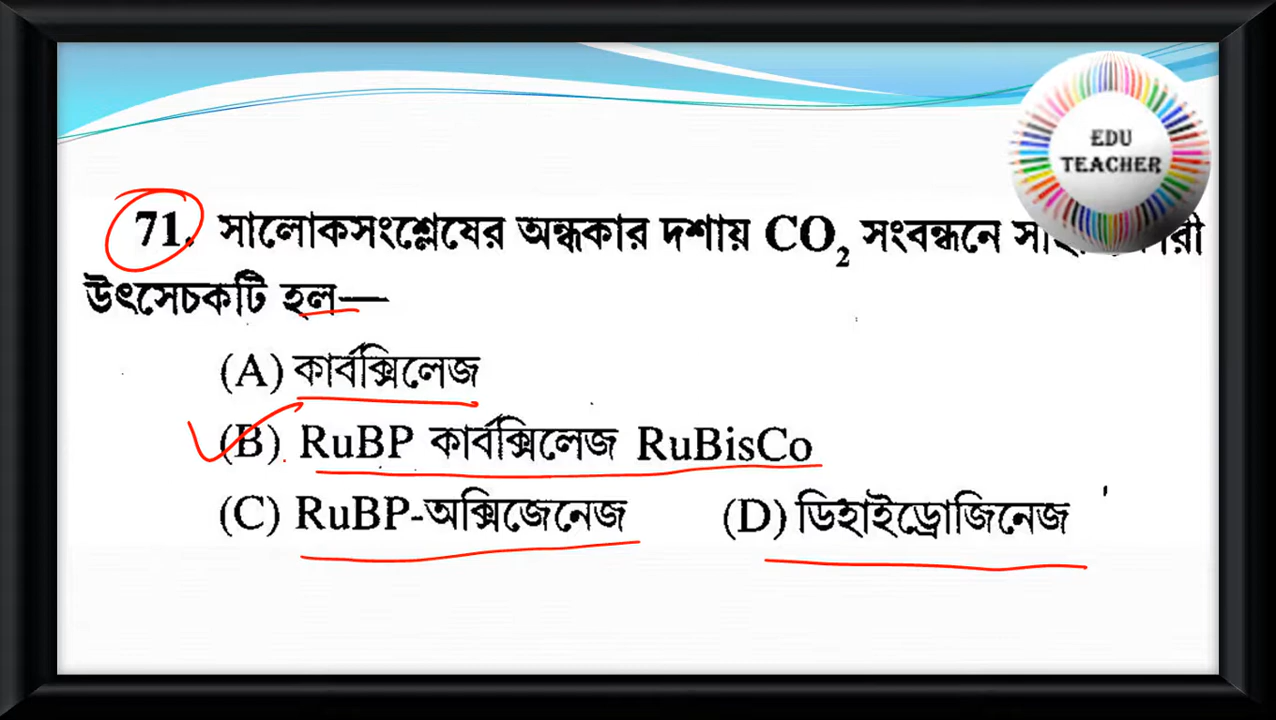 EDU
TEACHER
71. সালোকসংশ্লেষের অন্ধকার দশায় CO₂ সংবন্ধনে
উৎসেচকটি হল—
(A) কার্বক্সিলেজ
(B) RuBP কার্বক্সিলেজ RuBisCo
(C) RuBP-অক্সিজেনেজ (D) ডিহাইড্রোজিনেজ